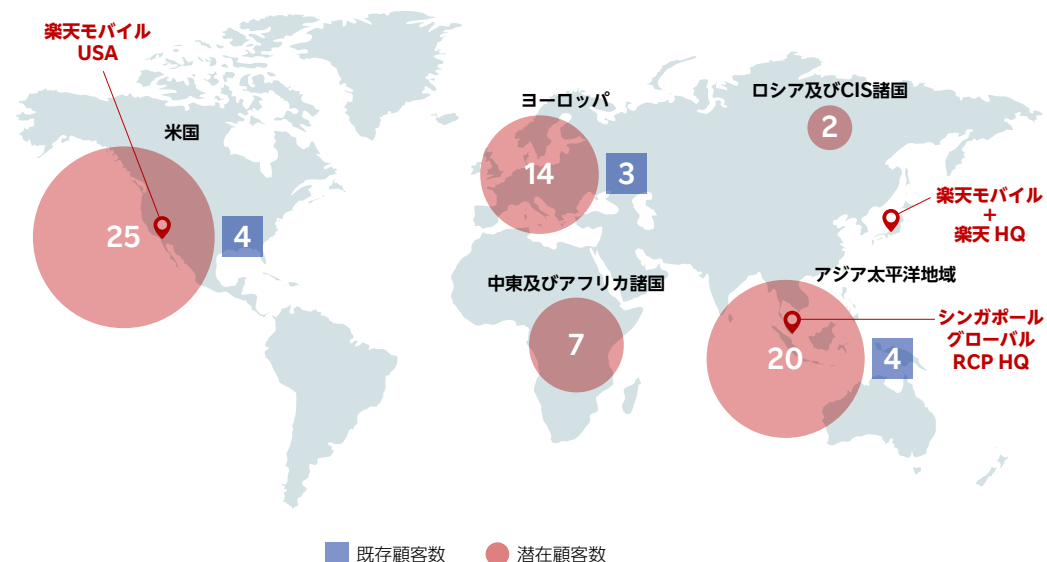 楽天モバイル
USA
米国
25
4
ヨーロッパ
14
3
ロシア及びCIS諸国
2
楽天モバイル
+
楽天 HQ
中東及びアフリカ諸国
7
アジア太平洋地域
20
4
シンガポール
グローバル
RCP HQ
既存顧客数
潜在顧客数